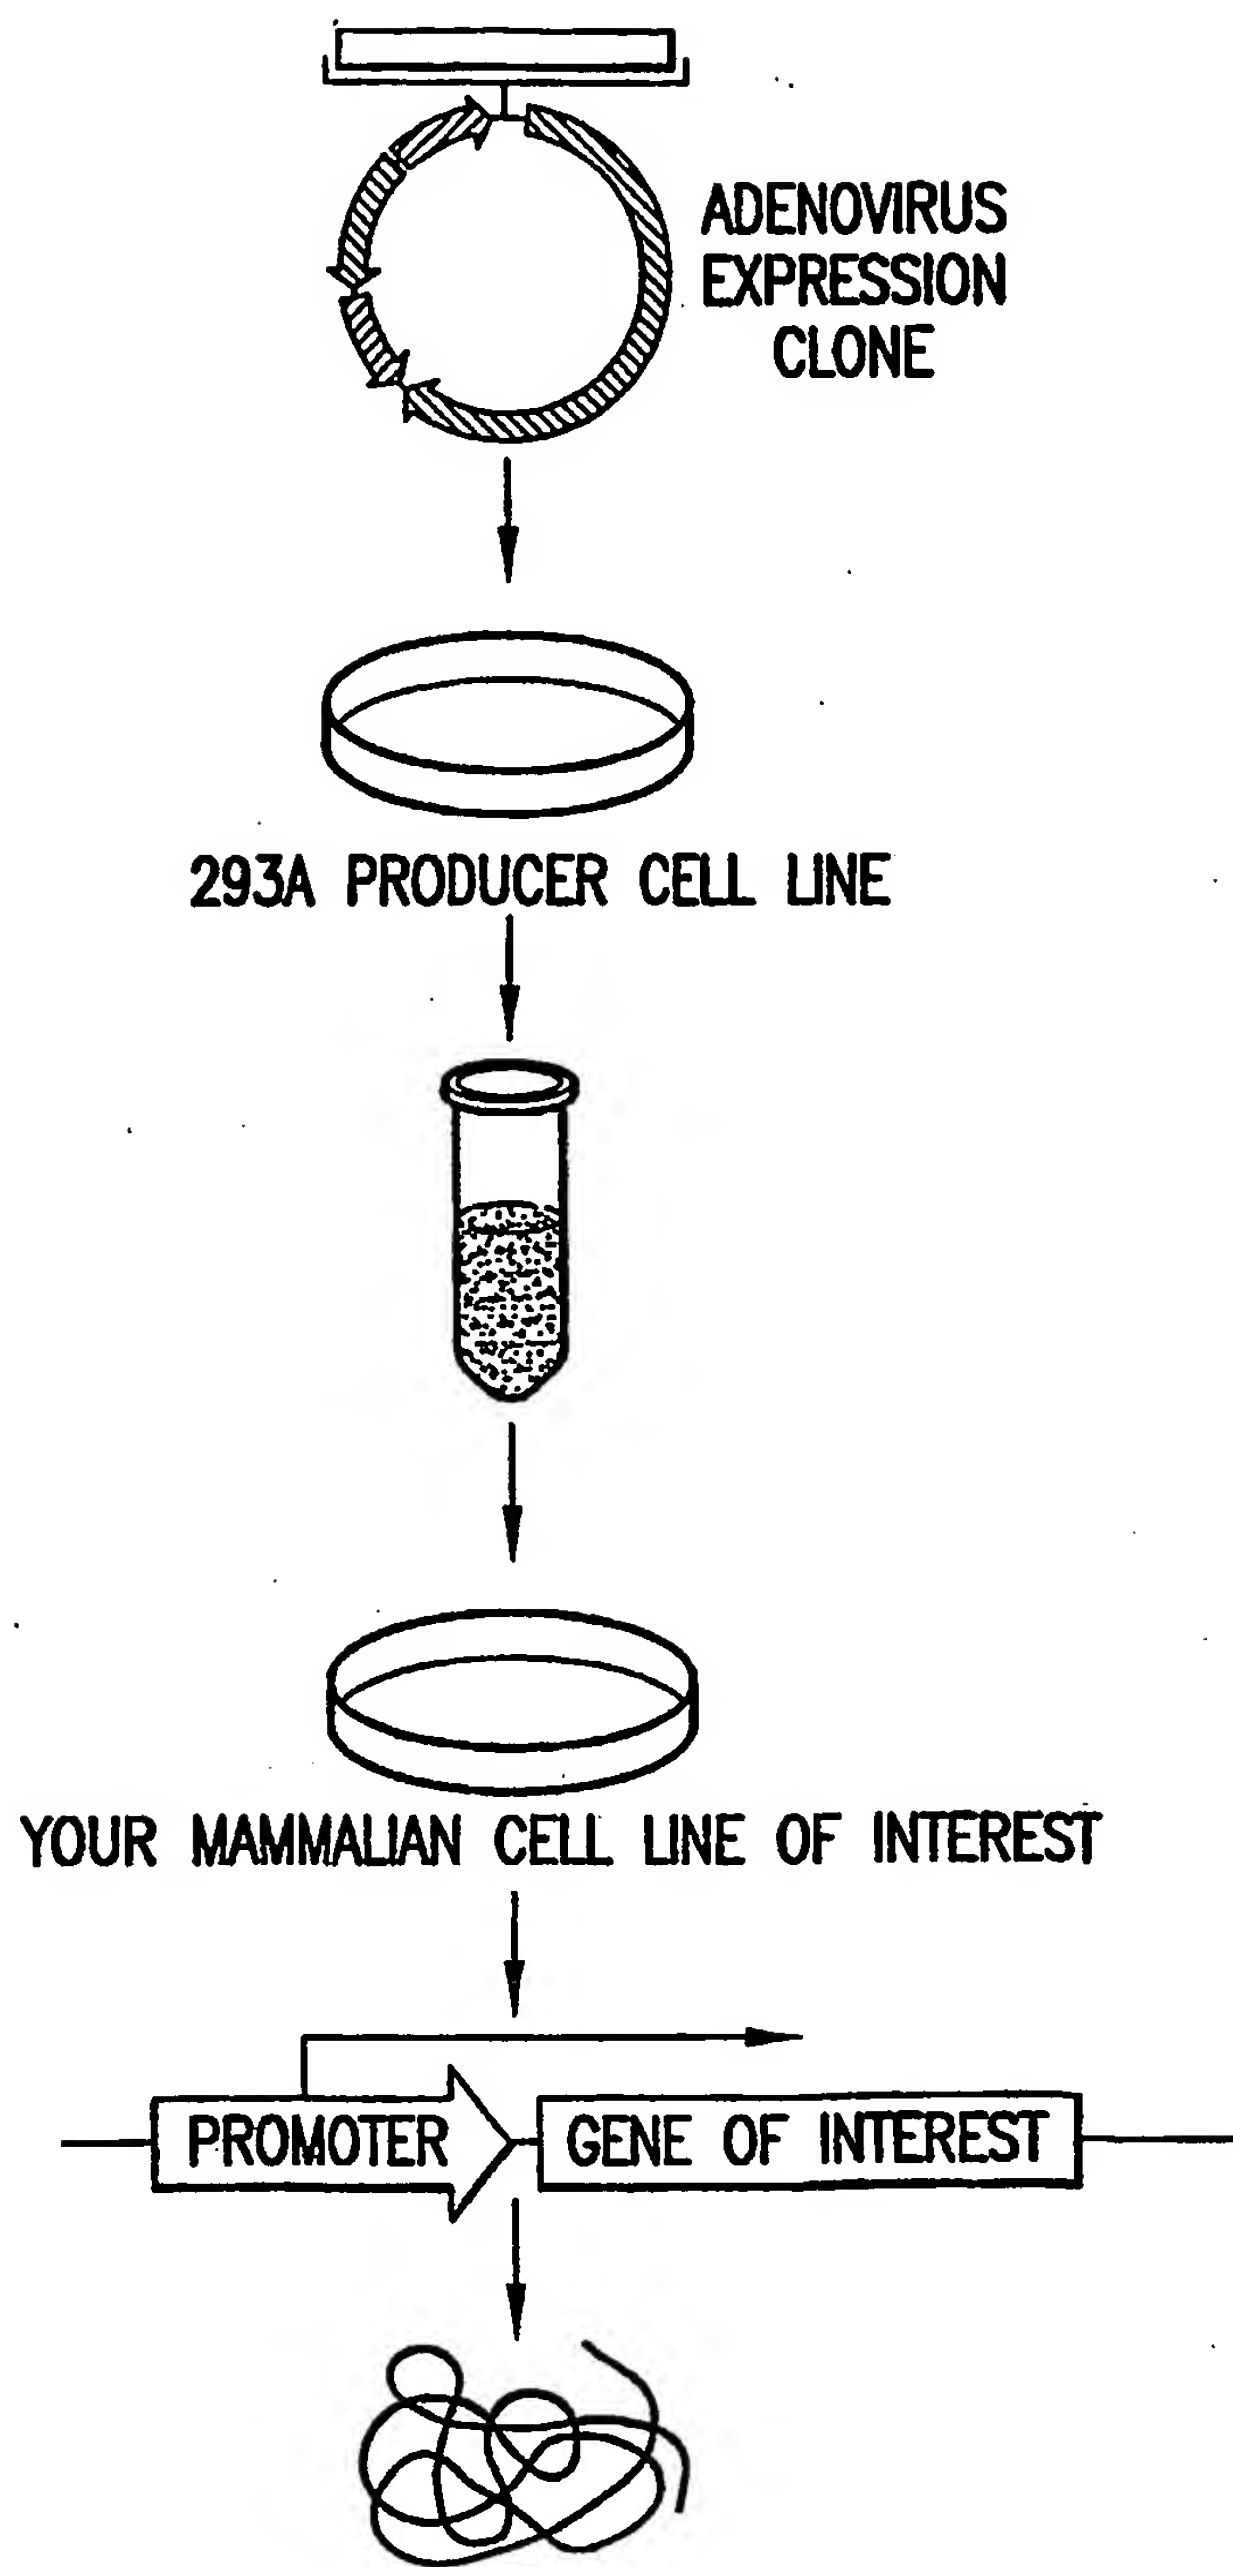 ADENOVIRUS
EXPRESSION
CLONE
293A PRODUCER CELL LINE
YOUR MAMMALIAN CELL LINE OF INTEREST
PROMOTER GENE OF INTEREST